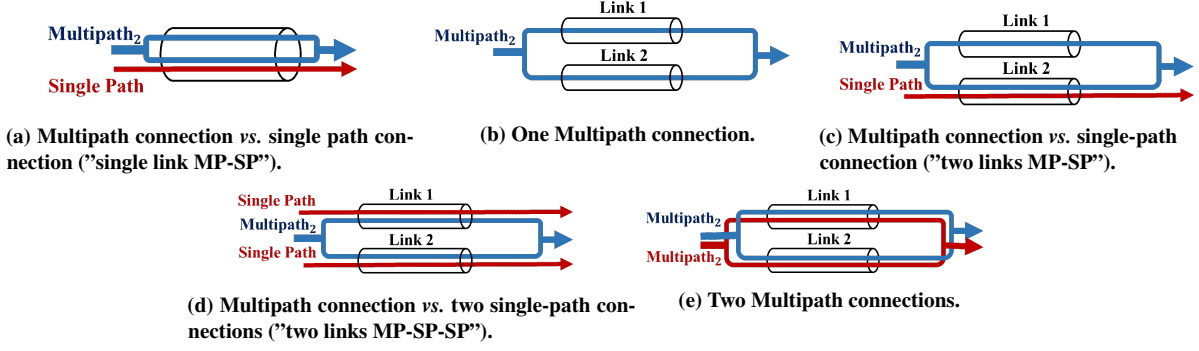 Multipath2
Single Path
(a) Multipath connection vs. single path con-
nection (”single link MP-SP”).
Link 1
Multipath2
Link 2
(b) One Multipath connection.
Link 1
Multipath2
Link 2
Single Path
(c) Multipath connection vs. single-path
connection (”two links MP-SP”).
Single Path
Link 1
Multipath2
Single Path
Link 2
(d) Multipath connection vs. two single-path con-
nections (”two links MP-SP-SP”).
Link 1
Multipath2
Link 2
Multipath2
(e) Two Multipath connections.